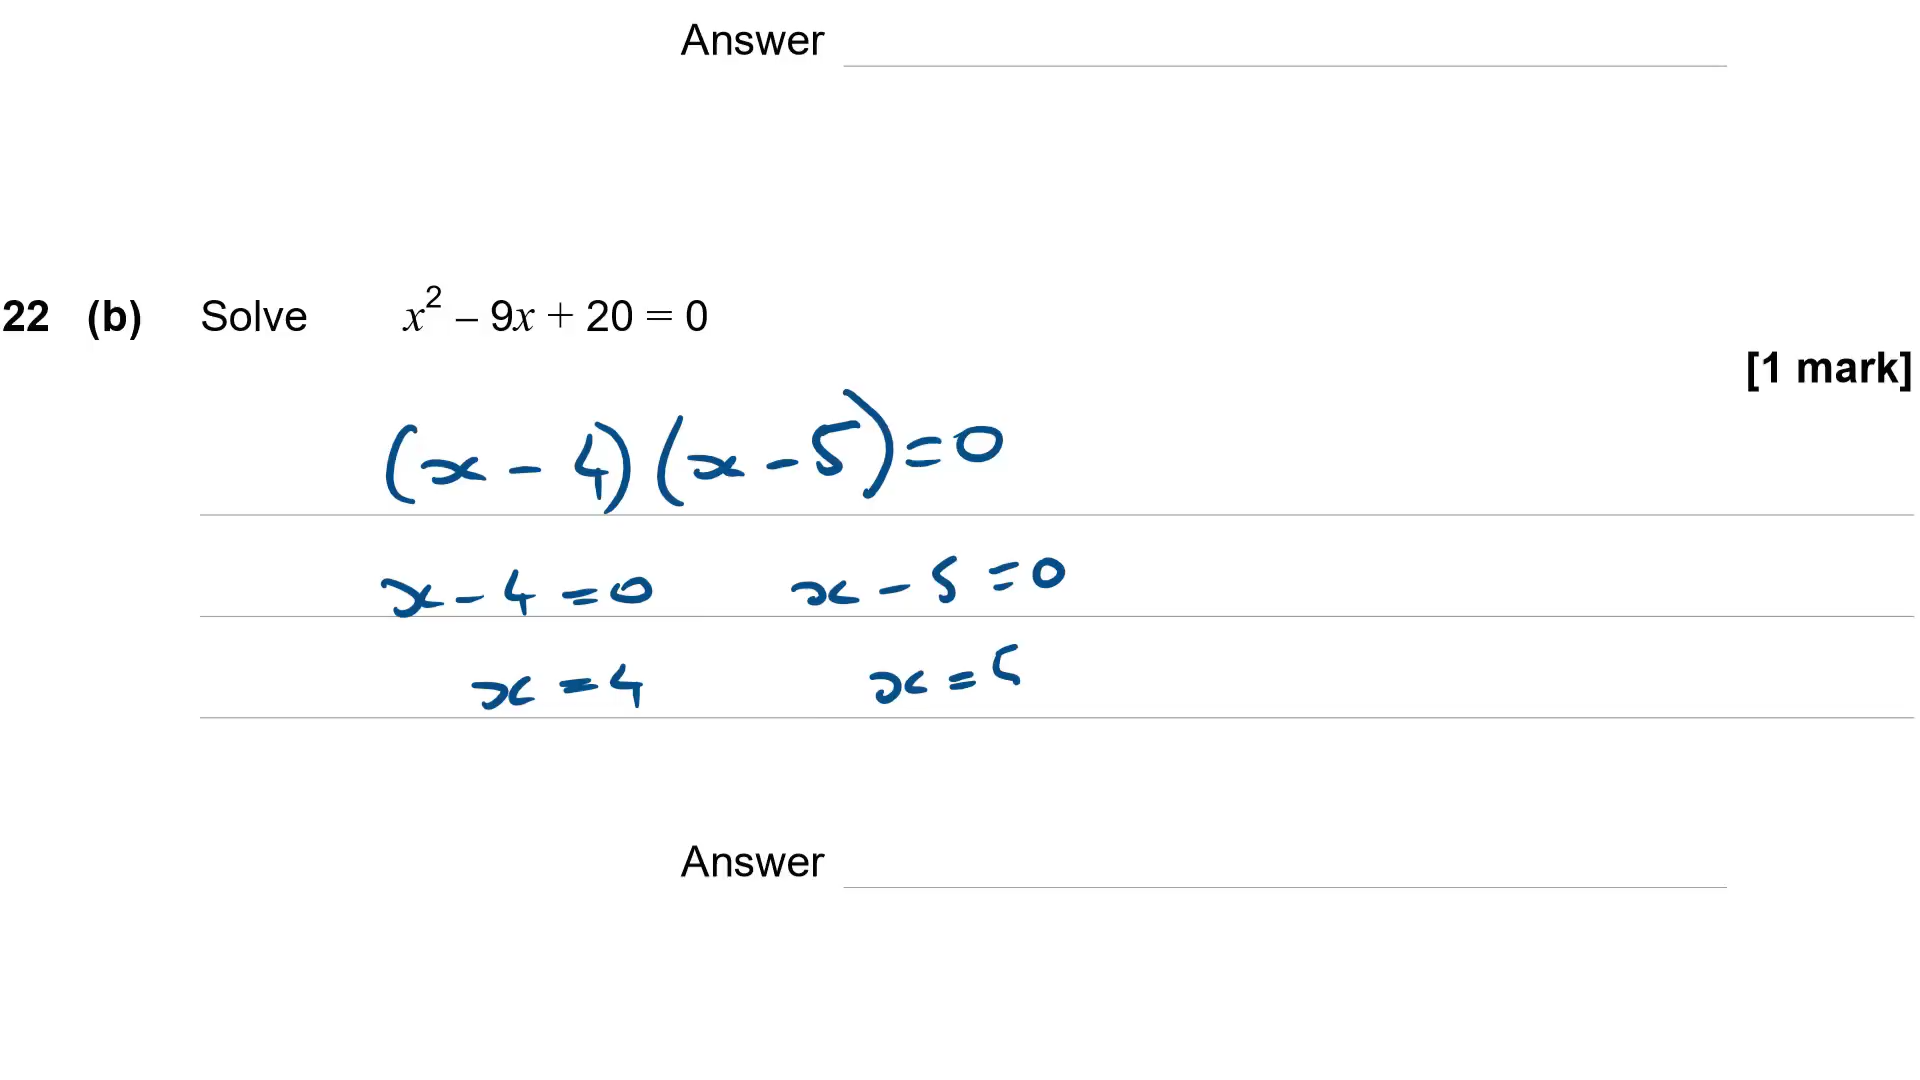 Answer
22 (b) Solve x² – 9x + 20 = 0
[1 mark]
(x - 4)(x - 5) = 0
x - 4 = 0 x - 5 = 0
x = 4 x = 5
Answer